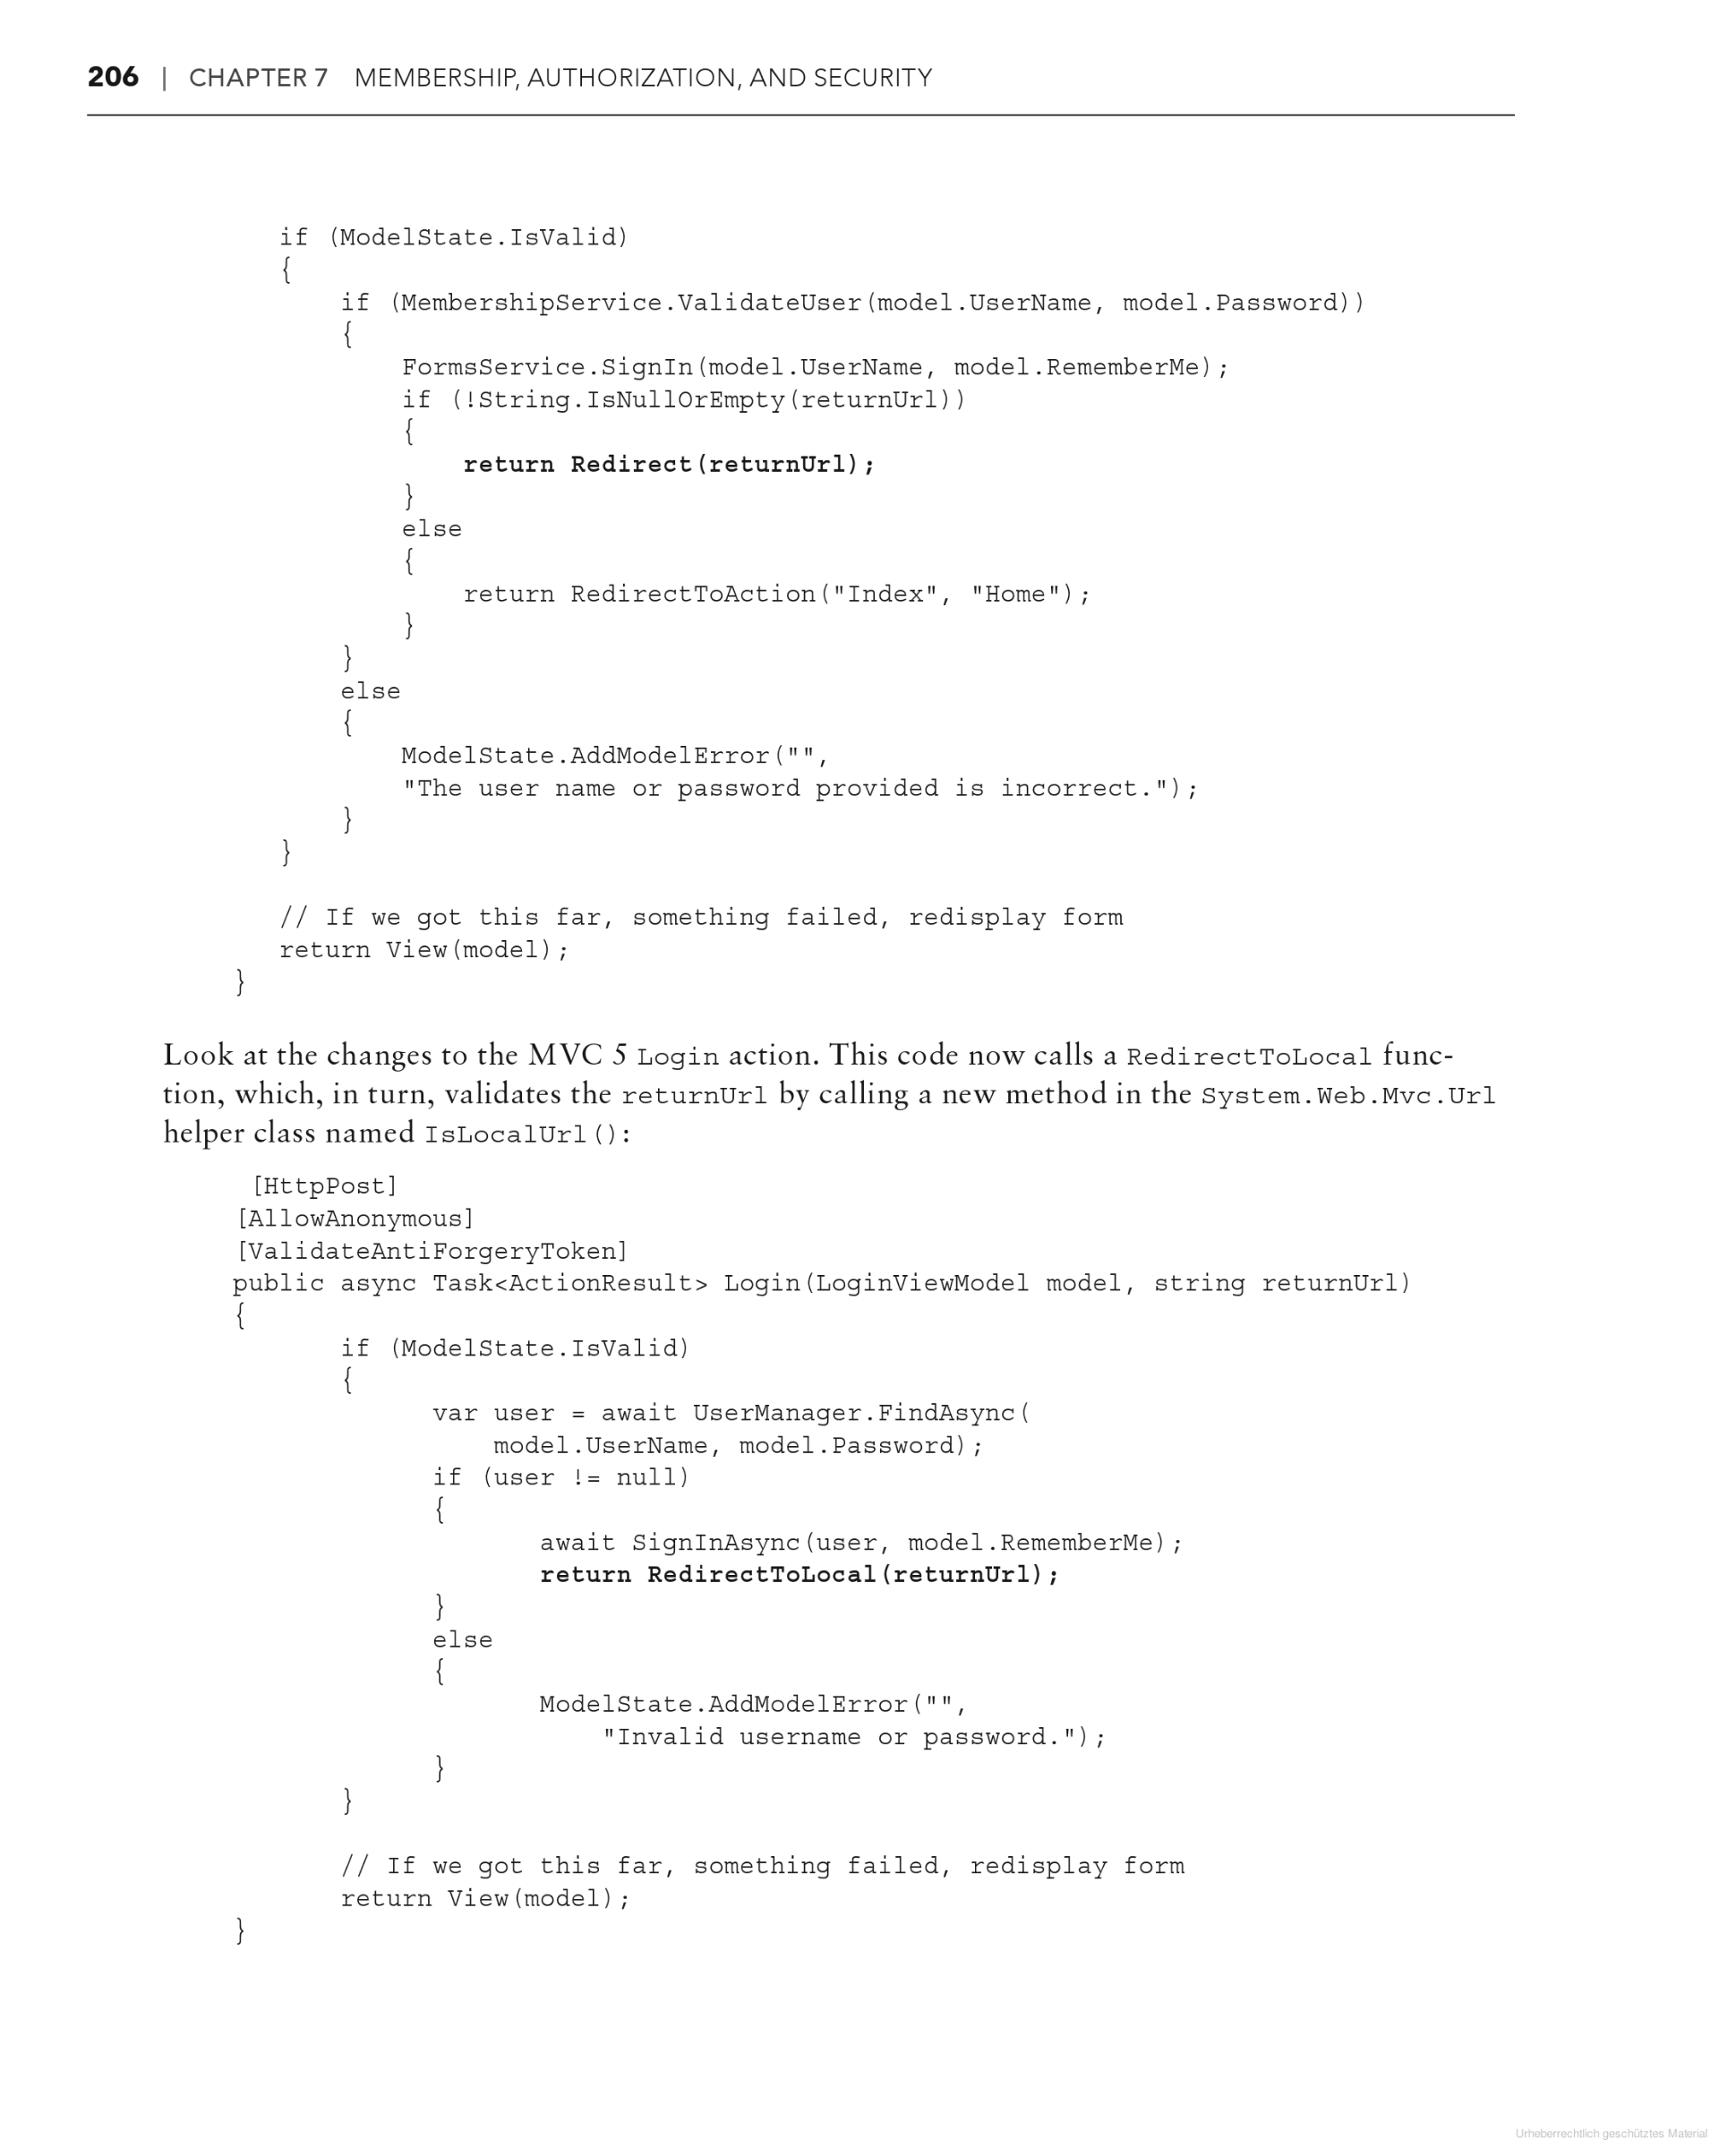 206 | CHAPTER 7 MEMBERSHIP, AUTHORIZATION, AND SECURITY
if (ModelState.IsValid)
{
if (MembershipService.ValidateUser(model.UserName, model.Password))
{
FormsService.SignIn(model.UserName, model.RememberMe);
if (!String.IsNullOrEmpty(returnUrl))
{
return Redirect(returnUrl);
}
else
{
return RedirectToAction("Index", "Home");
}
}
else
{
ModelState.AddModelError("",
"The user name or password provided is incorrect.");
}
}
// If we got this far, something failed, redisplay form
return View(model);
}
Look at the changes to the MVC 5 Login action. This code now calls a RedirectToLocal func-
tion, which, in turn, validates the returnUrl by calling a new method in the System.Web.Mvc.Url
helper class named IsLocalUrl():
[HttpPost]
[AllowAnonymous]
[ValidateAntiForgeryToken]
public async Task<ActionResult> Login(LoginViewModel model, string returnUrl)
{
if (ModelState.IsValid)
{
var user = await UserManager.FindAsync(
model.UserName, model.Password);
if (user != null)
{
await SignInAsync(user, model.RememberMe);
return RedirectToLocal(returnUrl);
}
else
{
ModelState.AddModelError("",
"Invalid username or password.");
}
}
// If we got this far, something failed, redisplay form
return View(model);
}
Urheberrechtlich geschütztes Material